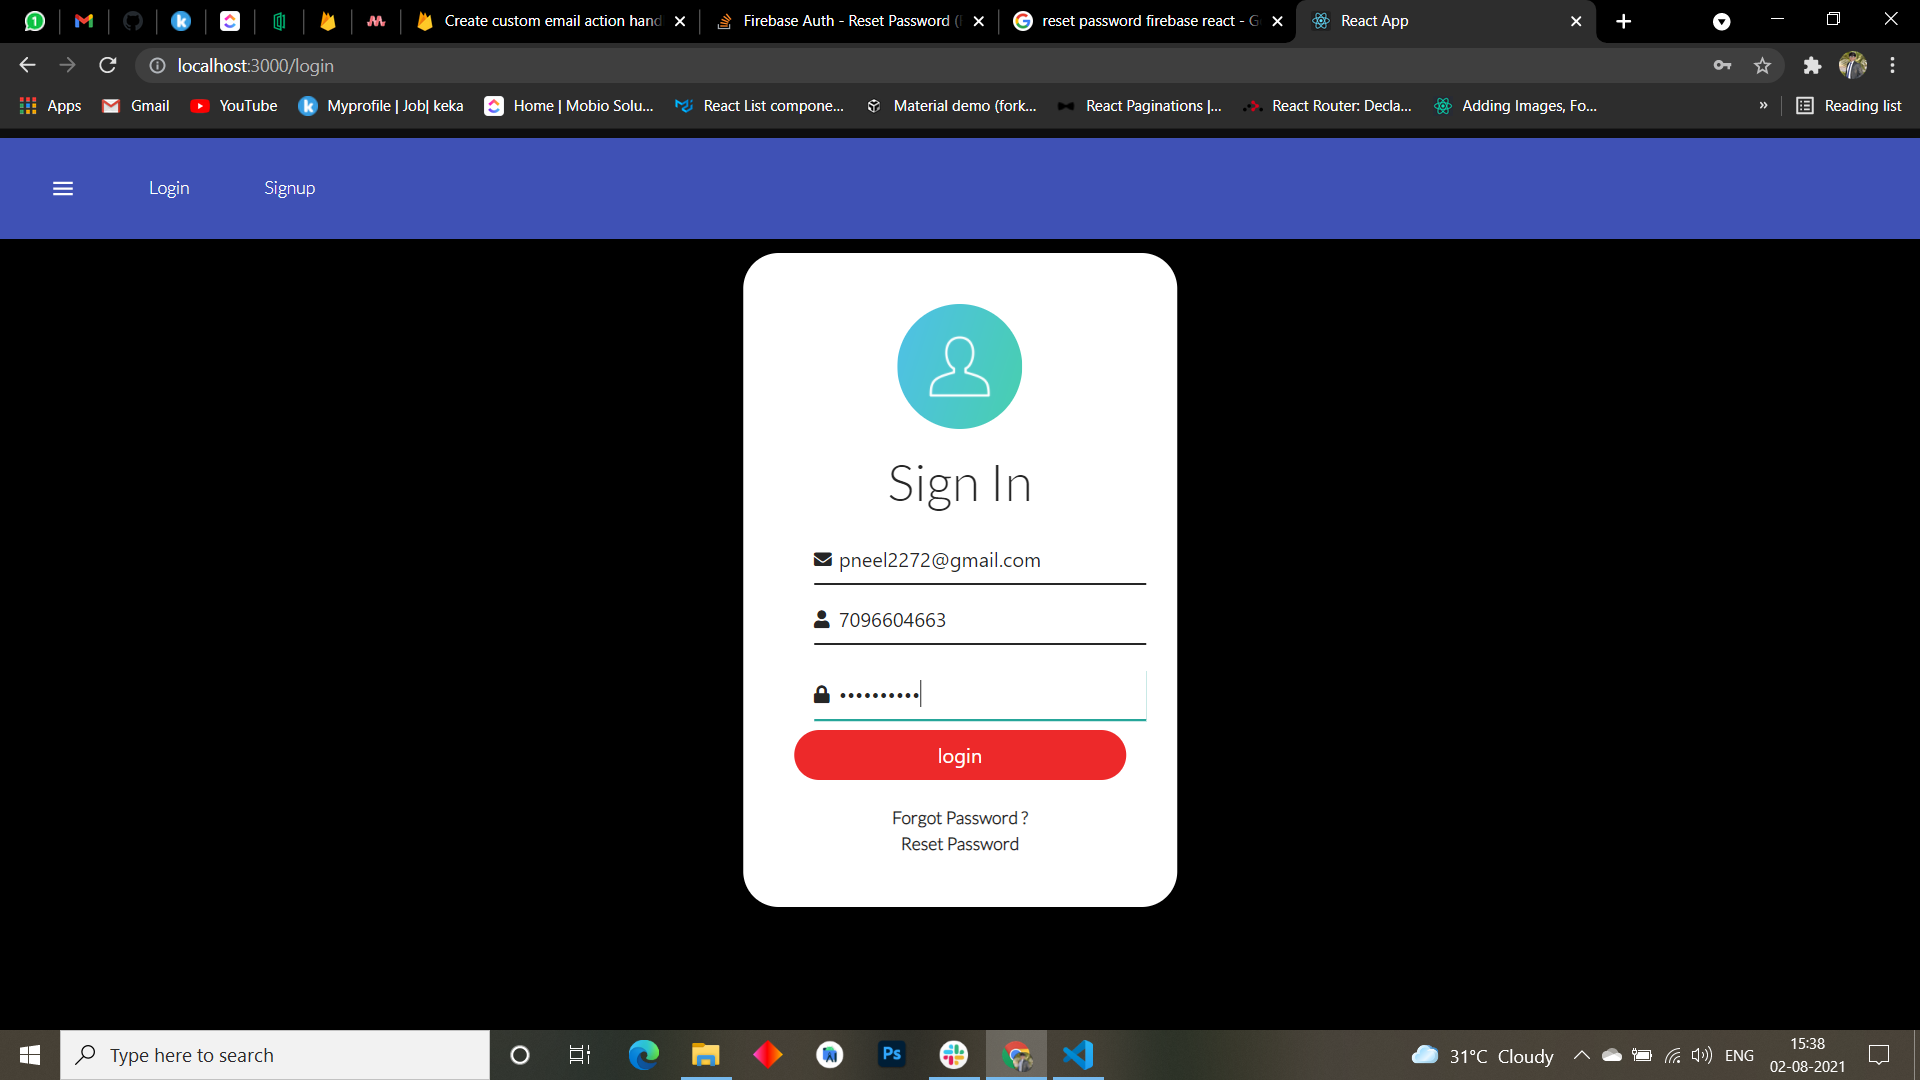 Create custom email action hand
Firebase Auth - Reset Password (
reset password firebase react - G
React App
localhost:3000/login
Apps
Gmail
YouTube
Myprofile | Job| keka
Home | Mobio Solu...
React List compone...
Material demo (fork...
React Paginations |...
React Router: Decla...
Adding Images, Fo...
»
Reading list
Login
Signup
Sign In
pneel2272@gmail.com
7096604663
••••••••••
login
Forgot Password ?
Reset Password
Type here to search
Ps
31°C Cloudy
ENG
15:38
02-08-2021